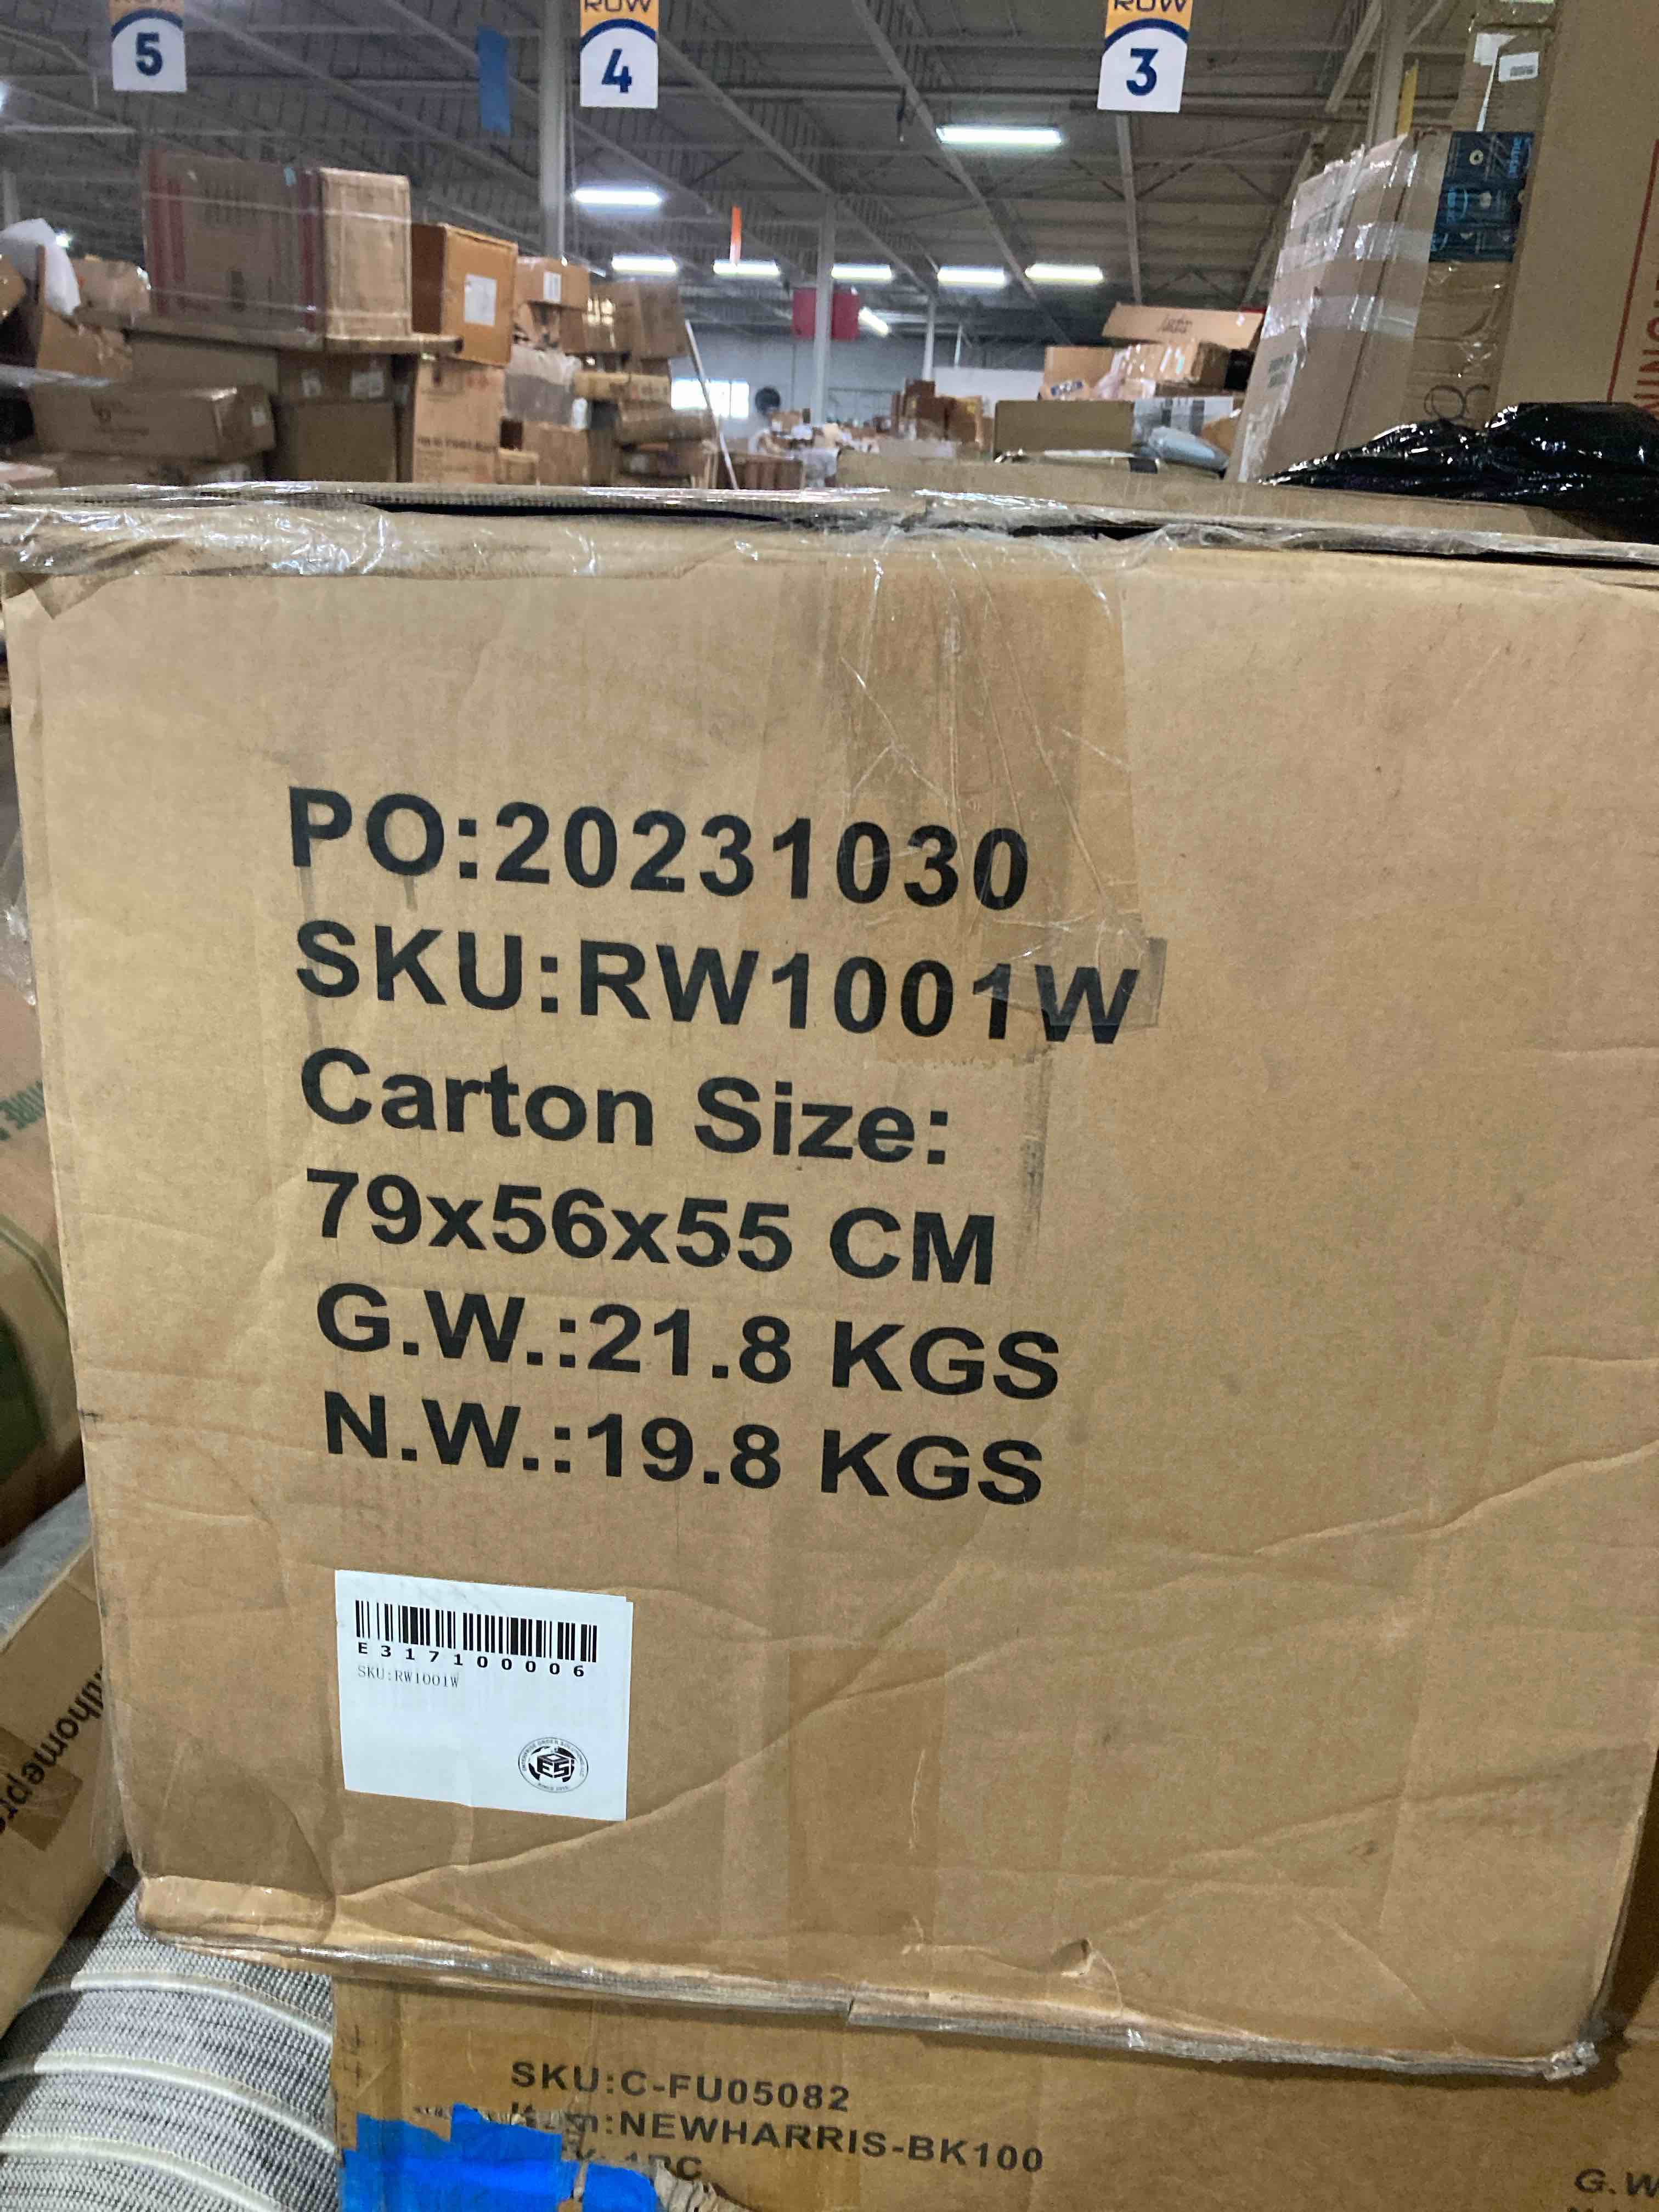 5
ROW
4
ROW
3
PO:20231030
SKU:RW1001W
Carton Size:
79x56x55 CM
G.W.:21.8 KGS
N.W.:19.8 KGS
E317100006
SKU:RW1001W
SKU:C-FU05082
Item:NEWHARRIS-BK100
G.W